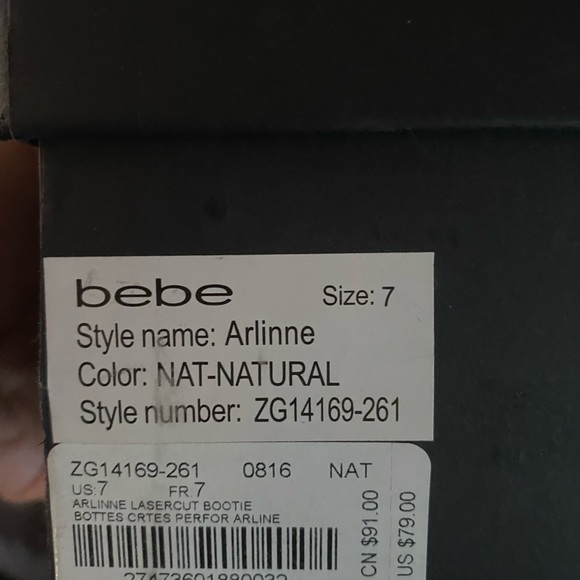 bebe Size: 7
Style name: Arlinne
Color: NAT-NATURAL
Style number: ZG14169-261
ZG14169-261 0816 NAT
US:7 FR.7
ARLINNE LASERCUT BOOTIE
BOTTES CRTES PERFOR ARLINE
CN $91.00
US $79.00